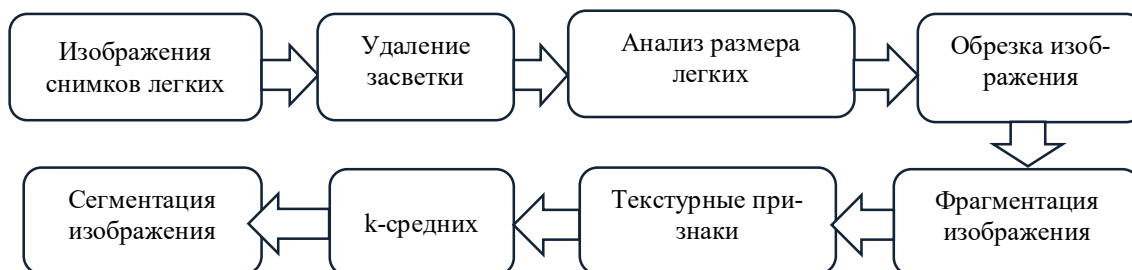 Изображения
снимков легких
Удаление
засветки
Анализ размера
легких
Обрезка изоб-
ражения
Фрагментация
изображения
Текстурные при-
знаки
k-средних
Сегментация
изображения